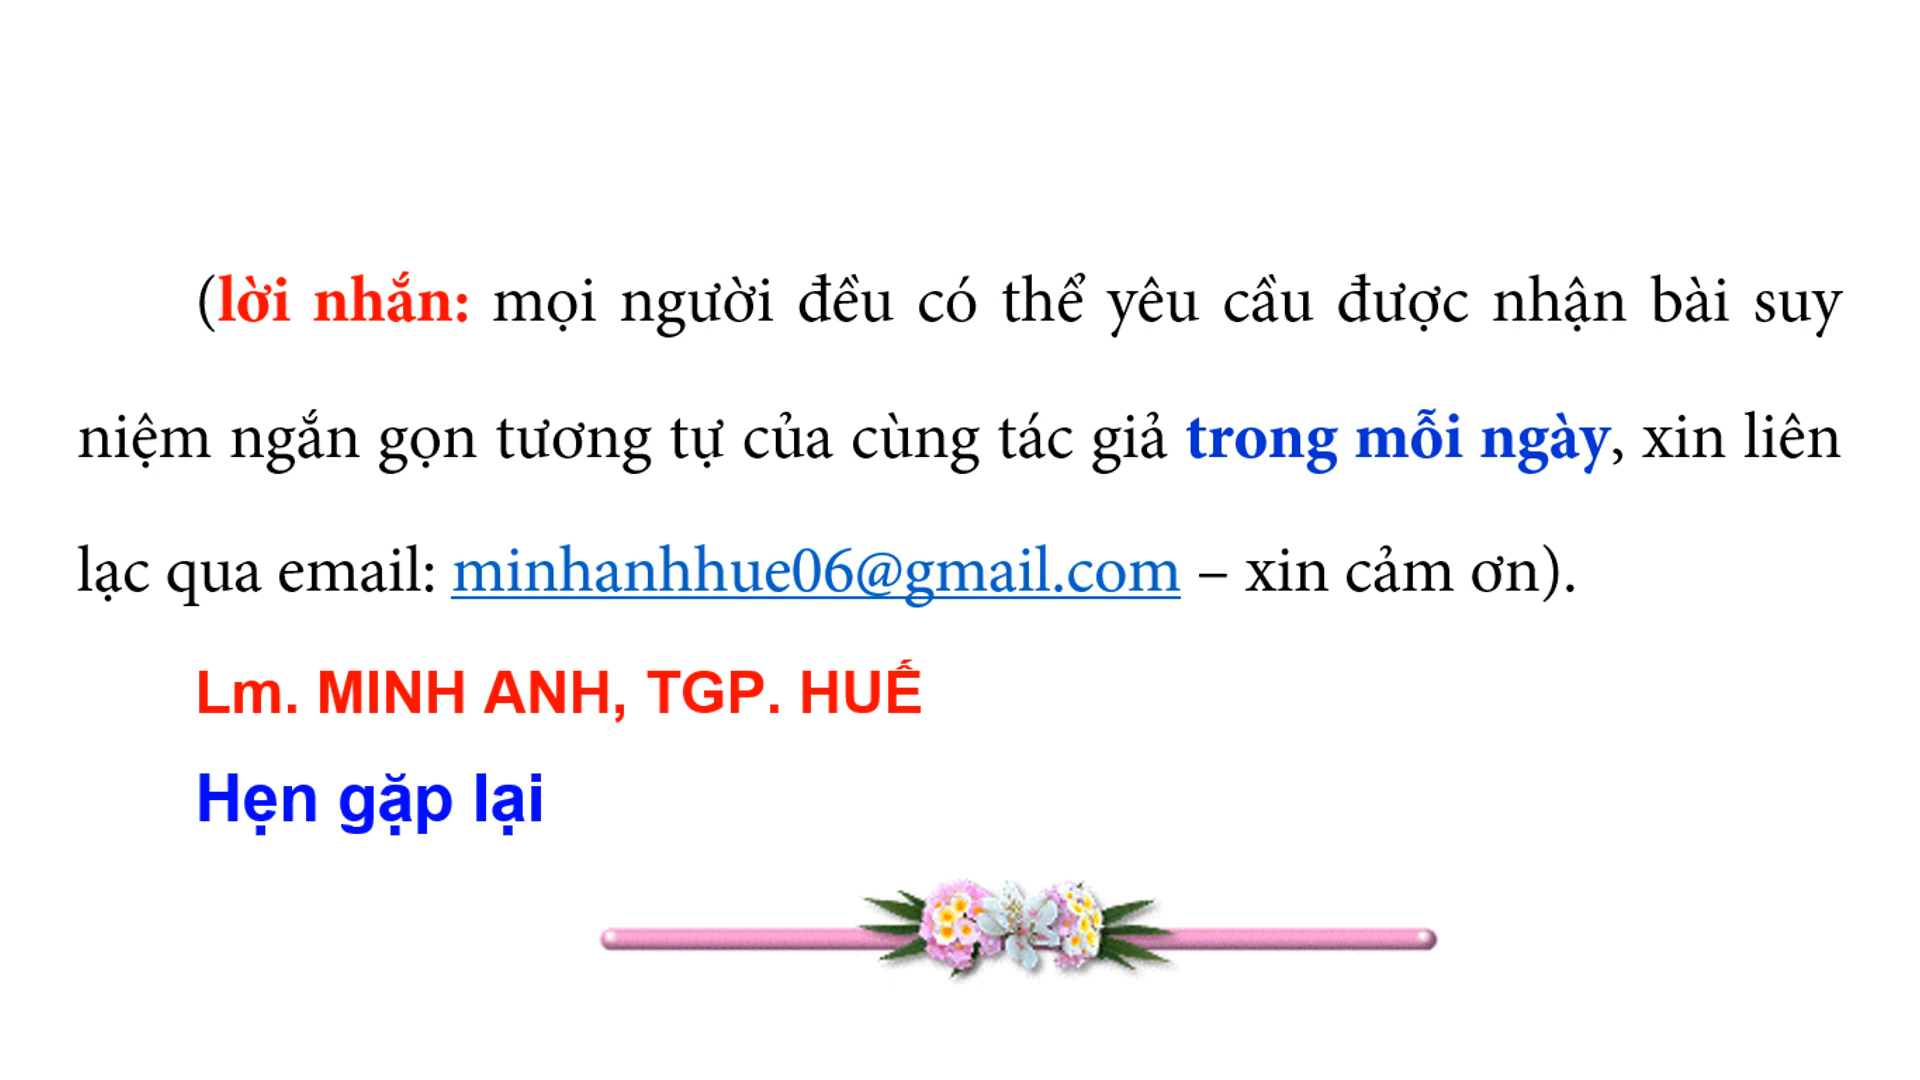 (lời nhắn: mọi người đều có thể yêu cầu được nhận bài suy
niệm ngắn gọn tương tự của cùng tác giả trong mỗi ngày, xin liên
lạc qua email: minhanhhue06@gmail.com – xin cảm ơn).
Lm. MINH ANH, TGP. HUẾ
Hẹn gặp lại